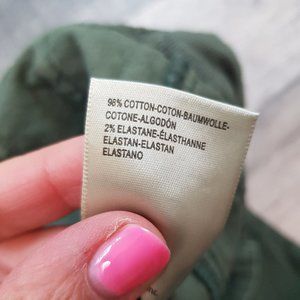 98% COTTON-COTON-BAUMWOLLE-
COTONE-ALGODÓN
2% ELASTANE-ÉLASTHANNE
ELASTAN-ELASTAN
ELASTANO